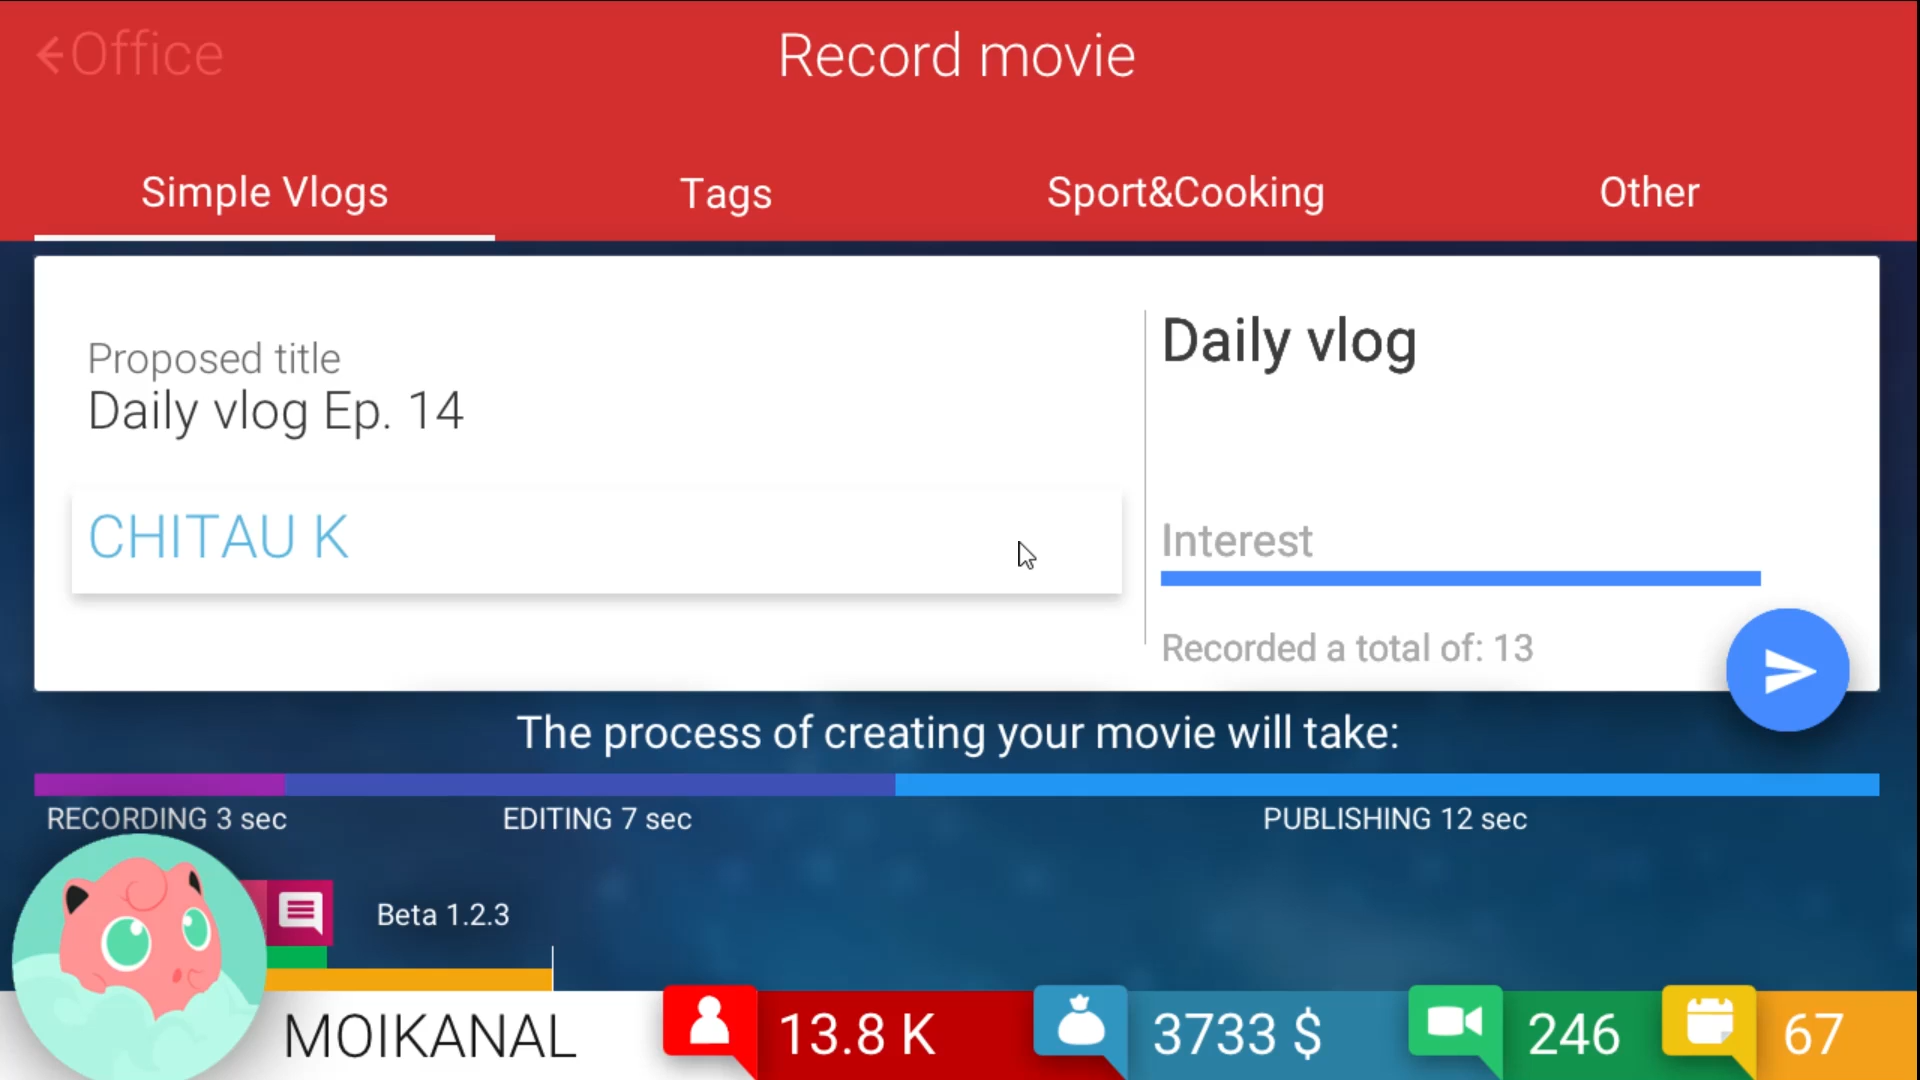 Office
Record movie
Simple Vlogs
Tags
Sport&Cooking
Other
Proposed title
Daily vlog Ep. 14
CHITAU K
Daily vlog
Interest
Recorded a total of: 13
The process of creating your movie will take:
RECORDING 3 sec
EDITING 7 sec
PUBLISHING 12 sec
Beta 1.2.3
MOIKANAL
13.8 K
3733 $
246
67